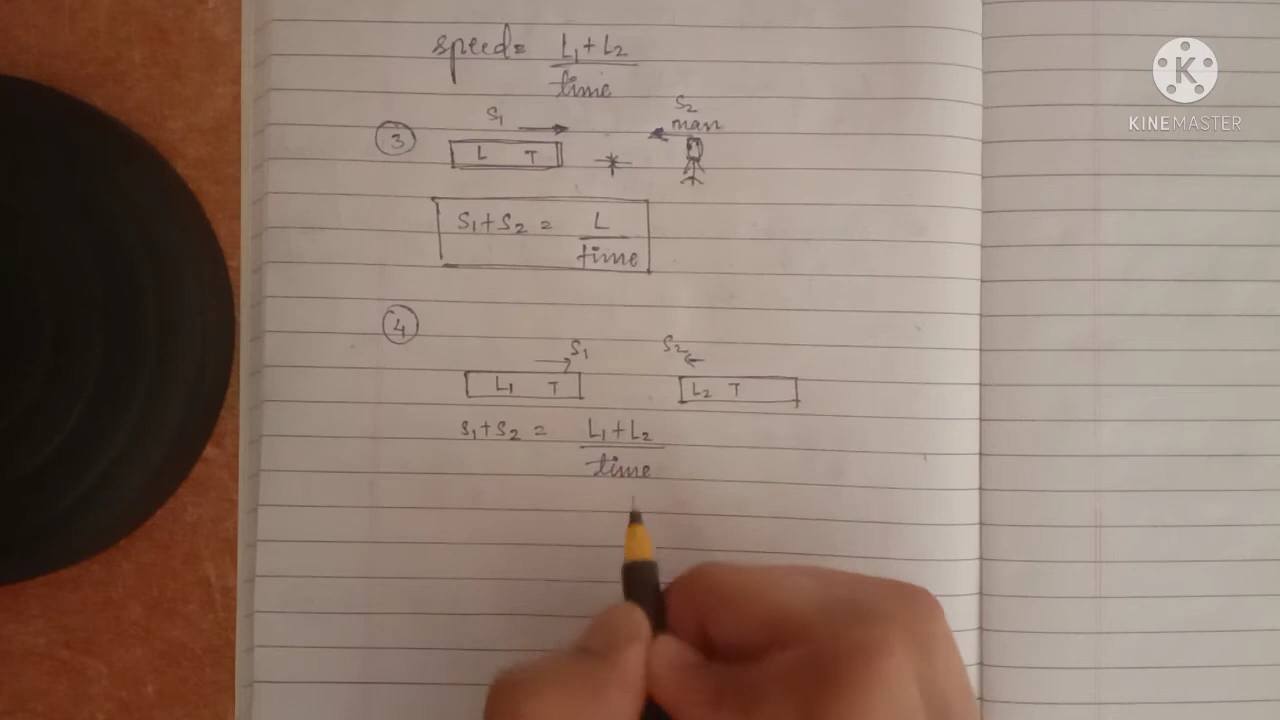 speed = L₁ + L₂
time
S₁
S₂
man
③
L T
S₁ + S₂ = L
time
④
S₁
S₂
L₁ T
L₂ T
S₁ + S₂ = L₁ + L₂
time
K
KINEMASTER